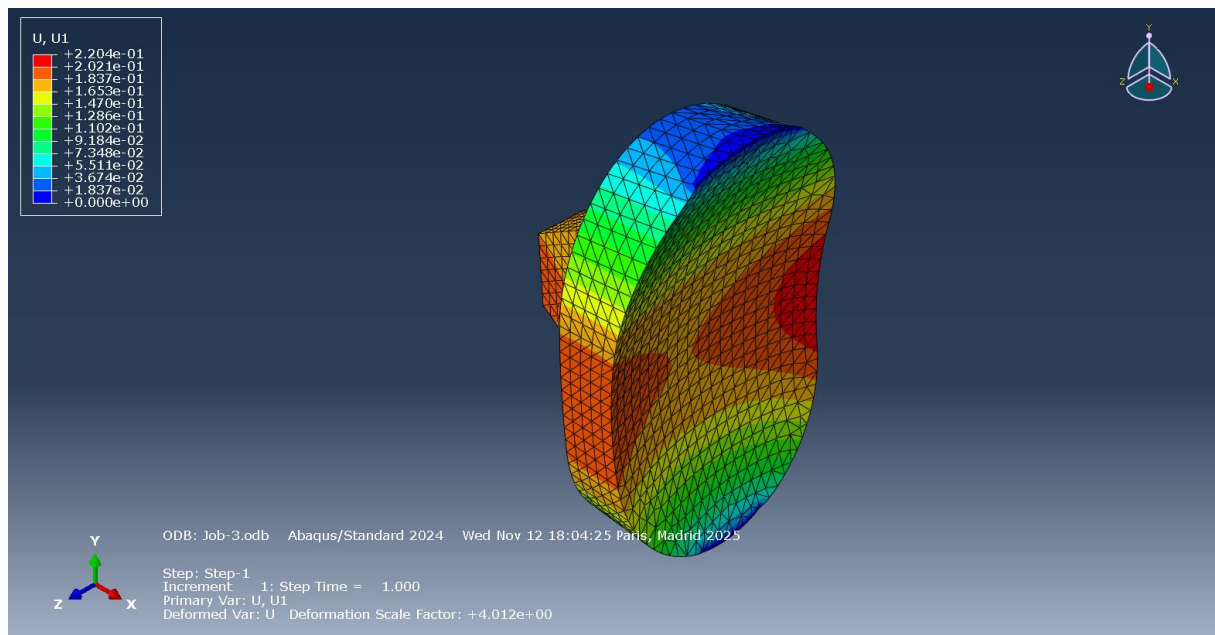 U, U1
+2.204e-01
+2.021e-01
+1.837e-01
+1.653e-01
+1.470e-01
+1.286e-01
+1.102e-01
+9.184e-02
+7.348e-02
+5.511e-02
+3.674e-02
+1.837e-02
+0.000e+00
Y
Z
X
ODB: Job-3.odb Abaqus/Standard 2024 Wed Nov 12 18:04:25 Paris, Madrid 2025
Y
Z
X
Step: Step-1
Increment 1: Step Time = 1.000
Primary Var: U, U1
Deformed Var: U Deformation Scale Factor: +4.012e+00